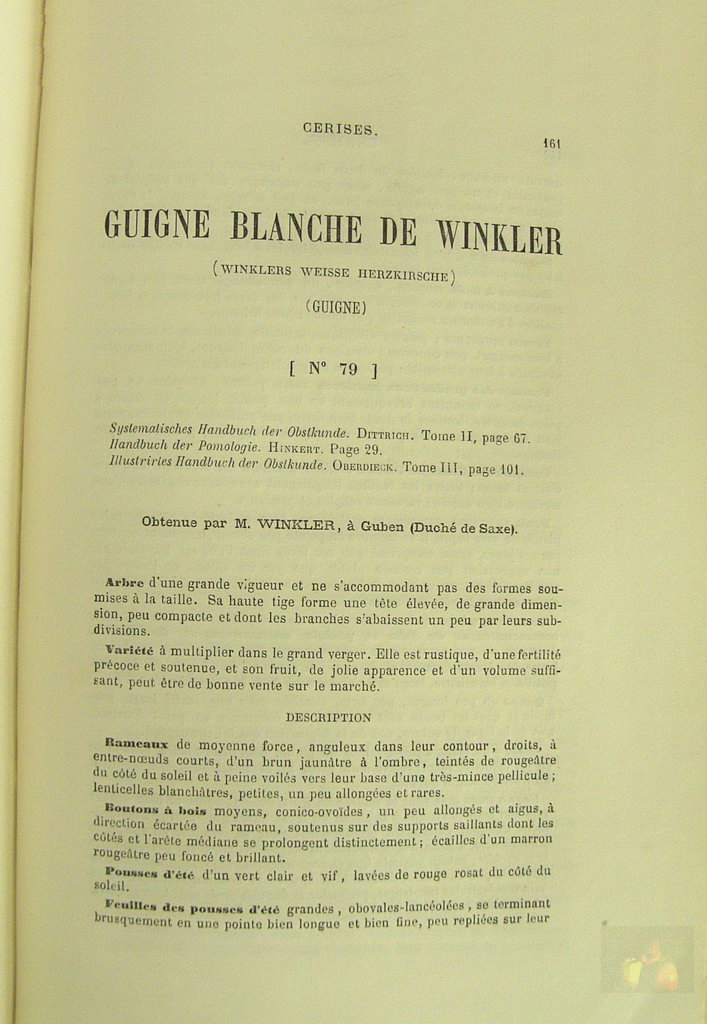 CERISES.
161
GUIGNE BLANCHE DE WINKLER
(WINKLERS WEISSE HERZKIRSCHE)
(GUIGNE)
[ N° 79 ]
Systematisches Handbuch der Obstkunde. DITTRICH. Tome II, page 67.
Handbuch der Pomologie. HINKERT. Page 29.
Illustrirtes Handbuch der Obstkunde. OBERDIECK. Tome III, page 101.
Obtenue par M. WINKLER, à Guben (Duché de Saxe).
Arbre d'une grande vigueur et ne s'accommodant pas des formes sou-
mises à la taille. Sa haute tige forme une tête élevée, de grande dimen-
sion, peu compacte et dont les branches s'abaissent un peu par leurs sub-
divisions.
Variété à multiplier dans le grand verger. Elle est rustique, d'une fertilité
précoce et soutenue, et son fruit, de jolie apparence et d'un volume suffi-
sant, peut être de bonne vente sur le marché.
DESCRIPTION
Rameaux de moyenne force, anguleux dans leur contour, droits, à
entre-nœuds courts, d'un brun jaunâtre à l'ombre, teintés de rougeâtre
du côté du soleil et à peine voilés vers leur base d'une très-mince pellicule ;
lenticelles blanchâtres, petites, un peu allongées et rares.
Boutons à bois moyens, conico-ovoïdes, un peu allongés et aigus, à
direction écartée du rameau, soutenus sur des supports saillants dont les
côtés et l'arête médiane se prolongent distinctement ; écailles d'un marron
rougeâtre peu foncé et brillant.
Pousses d'été d'un vert clair et vif, lavées de rouge rosat du côté du
soleil.
Feuilles des pousses d'été grandes, obovales-lancéolées, se terminant
brusquement en une pointe bien longue et bien fine, peu repliées sur leur